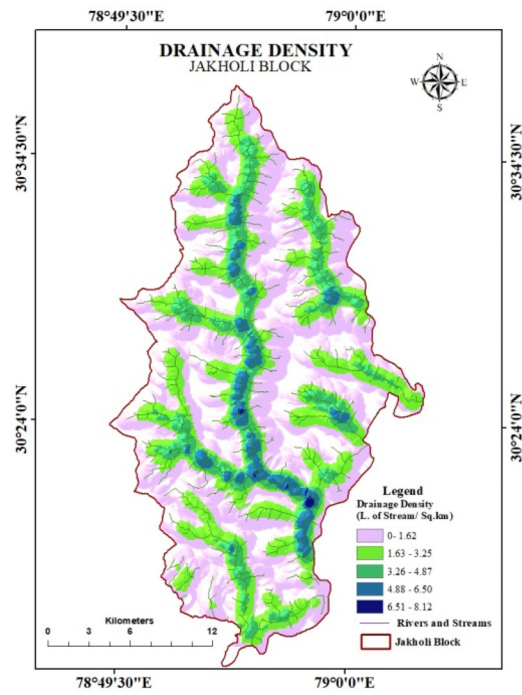 78°49'30"E 79°0'0"E
DRAINAGE DENSITY
JAKHOLI BLOCK
N
W E
S
30°34'30"N 30°34'30"N
30°24'0"N 30°24'0"N
Legend
Drainage Density
(L. of Stream/ Sq.km)
0- 1.62
1.63 - 3.25
3.26 - 4.87
4.88 - 6.50
6.51 - 8.12
Rivers and Streams
Jakholi Block
Kilometers
0 3 6 12
78°49'30"E 79°0'0"E